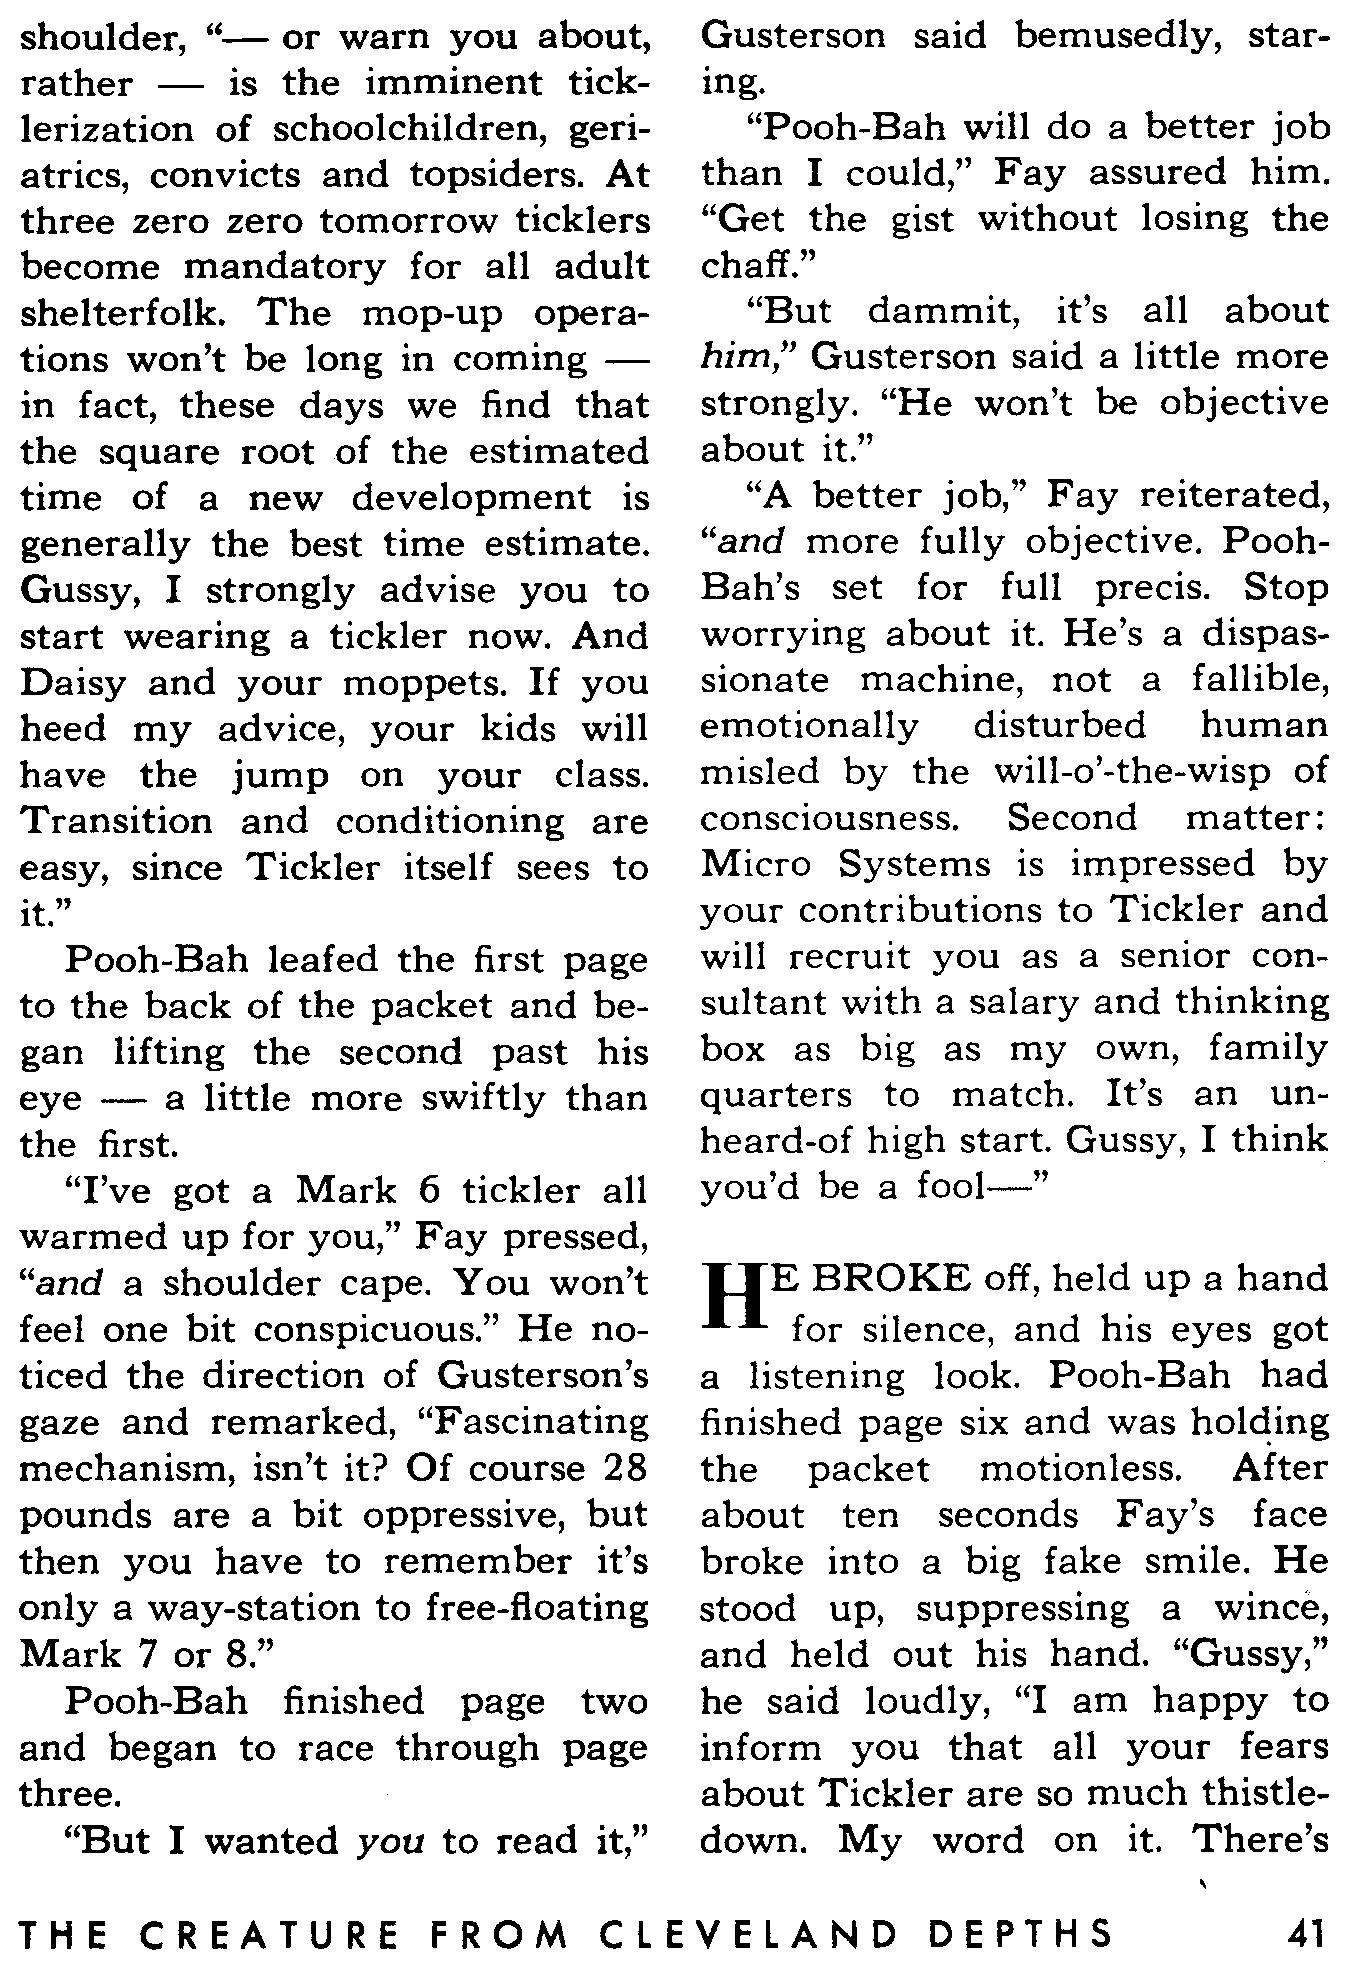 shoulder, “— or warn you about,
rather — is the imminent tick-
lerization of schoolchildren, geri-
atrics, convicts and topsiders. At
three zero zero tomorrow ticklers
become mandatory for all adult
shelterfolk. The mop-up opera-
tions won’t be long in coming —
in fact, these days we find that
the square root of the estimated
time of a new development is
generally the best time estimate.
Gussy, I strongly advise you to
start wearing a tickler now. And
Daisy and your moppets. If you
heed my advice, your kids will
have the jump on your class.
Transition and conditioning are
easy, since Tickler itself sees to
it.”
Pooh-Bah leafed the first page
to the back of the packet and be-
gan lifting the second past his
eye — a little more swiftly than
the first.
“I’ve got a Mark 6 tickler all
warmed up for you,” Fay pressed,
“and a shoulder cape. You won’t
feel one bit conspicuous.” He no-
ticed the direction of Gusterson’s
gaze and remarked, “Fascinating
mechanism, isn’t it? Of course 28
pounds are a bit oppressive, but
then you have to remember it’s
only a way-station to free-floating
Mark 7 or 8.”
Pooh-Bah finished page two
and began to race through page
three.
“But I wanted you to read it,”
Gusterson said bemusedly, star-
ing.
“Pooh-Bah will do a better job
than I could,” Fay assured him.
“Get the gist without losing the
chaff.”
“But dammit, it’s all about
him,” Gusterson said a little more
strongly. “He won’t be objective
about it.”
“A better job,” Fay reiterated,
“and more fully objective. Pooh-
Bah’s set for full precis. Stop
worrying about it. He’s a dispas-
sionate machine, not a fallible,
emotionally disturbed human
misled by the will-o’-the-wisp of
consciousness. Second matter:
Micro Systems is impressed by
your contributions to Tickler and
will recruit you as a senior con-
sultant with a salary and thinking
box as big as my own, family
quarters to match. It’s an un-
heard-of high start. Gussy, I think
you’d be a fool—”
HE BROKE off, held up a hand
for silence, and his eyes got
a listening look. Pooh-Bah had
finished page six and was holding
the packet motionless. After
about ten seconds Fay’s face
broke into a big fake smile. He
stood up, suppressing a wince,
and held out his hand. “Gussy,”
he said loudly, “I am happy to
inform you that all your fears
about Tickler are so much thistle-
down. My word on it. There’s
THE CREATURE FROM CLEVELAND DEPTHS 41